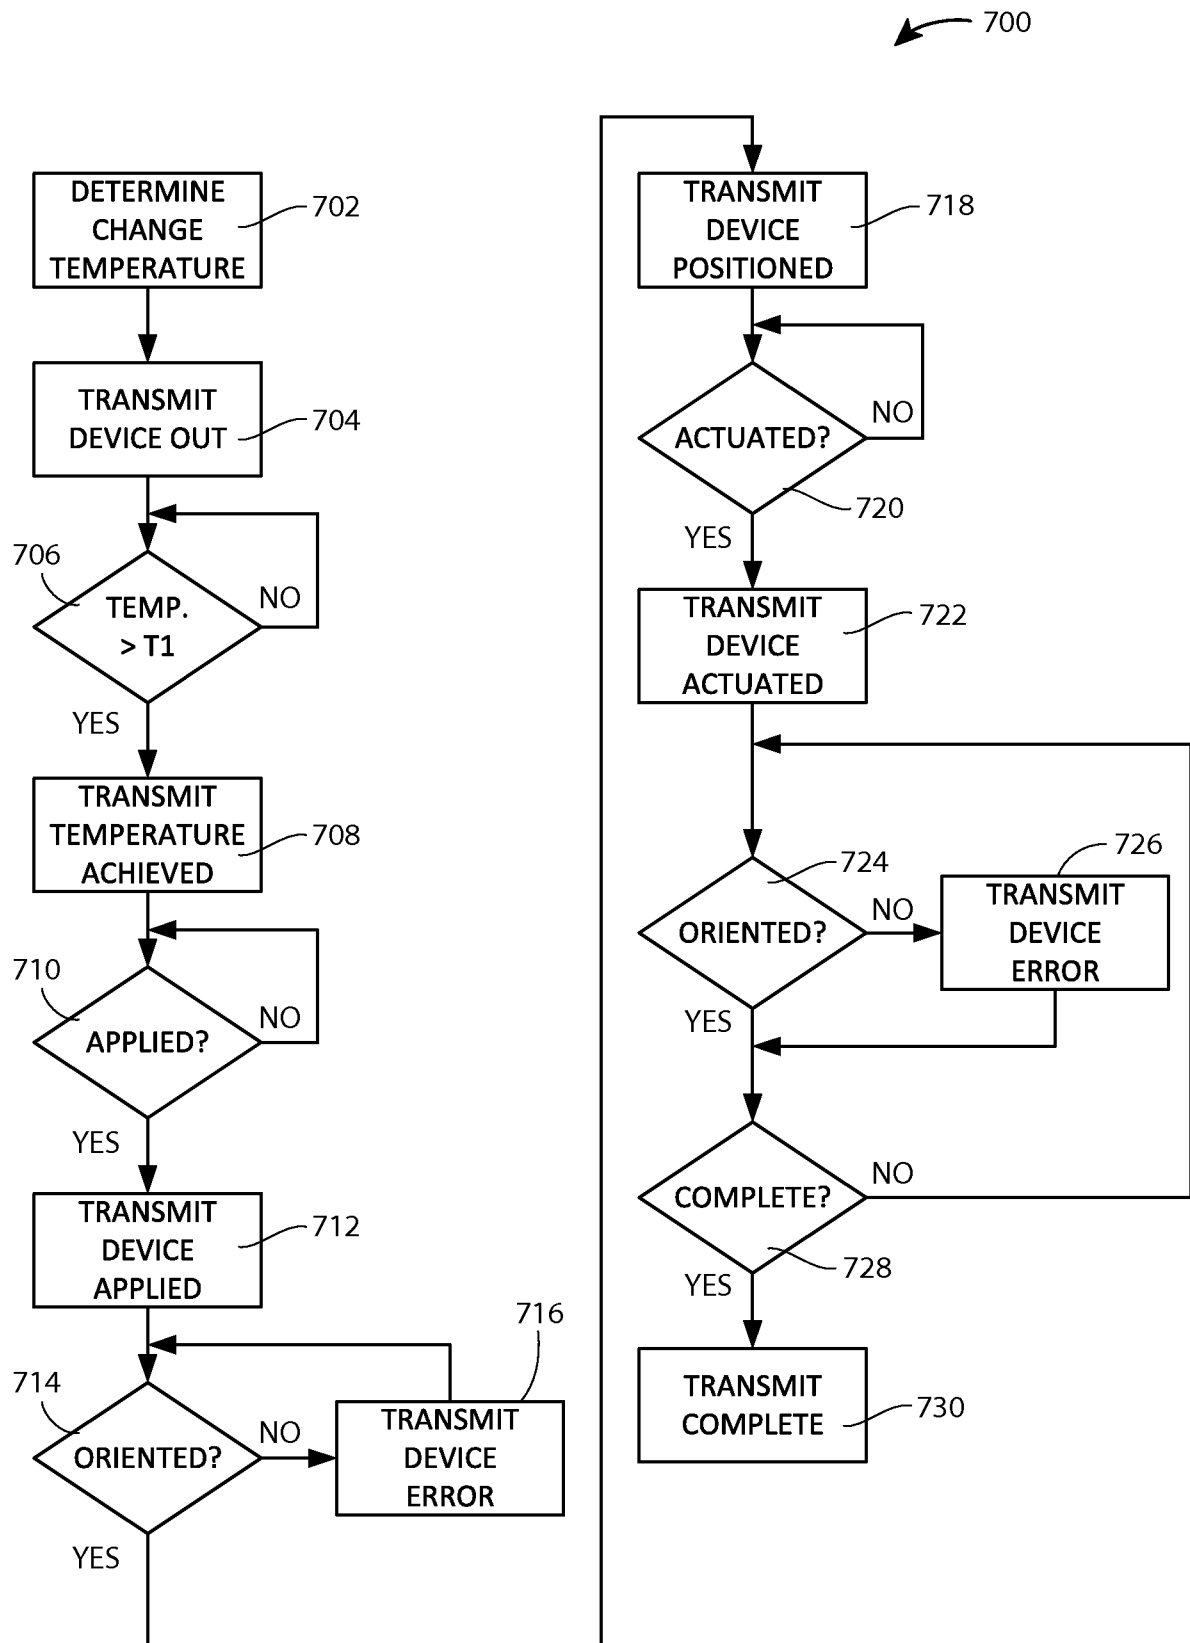 700
DETERMINE
CHANGE
TEMPERATURE
702
TRANSMIT
DEVICE OUT
704
706
TEMP.
> T1
NO
YES
TRANSMIT
TEMPERATURE
ACHIEVED
708
710
APPLIED?
NO
YES
TRANSMIT
DEVICE
APPLIED
712
714
ORIENTED?
NO
716
TRANSMIT
DEVICE
ERROR
YES
TRANSMIT
DEVICE
POSITIONED
718
ACTUATED?
NO
720
YES
TRANSMIT
DEVICE
ACTUATED
722
724
ORIENTED?
NO
726
TRANSMIT
DEVICE
ERROR
YES
COMPLETE?
NO
728
YES
TRANSMIT
COMPLETE
730